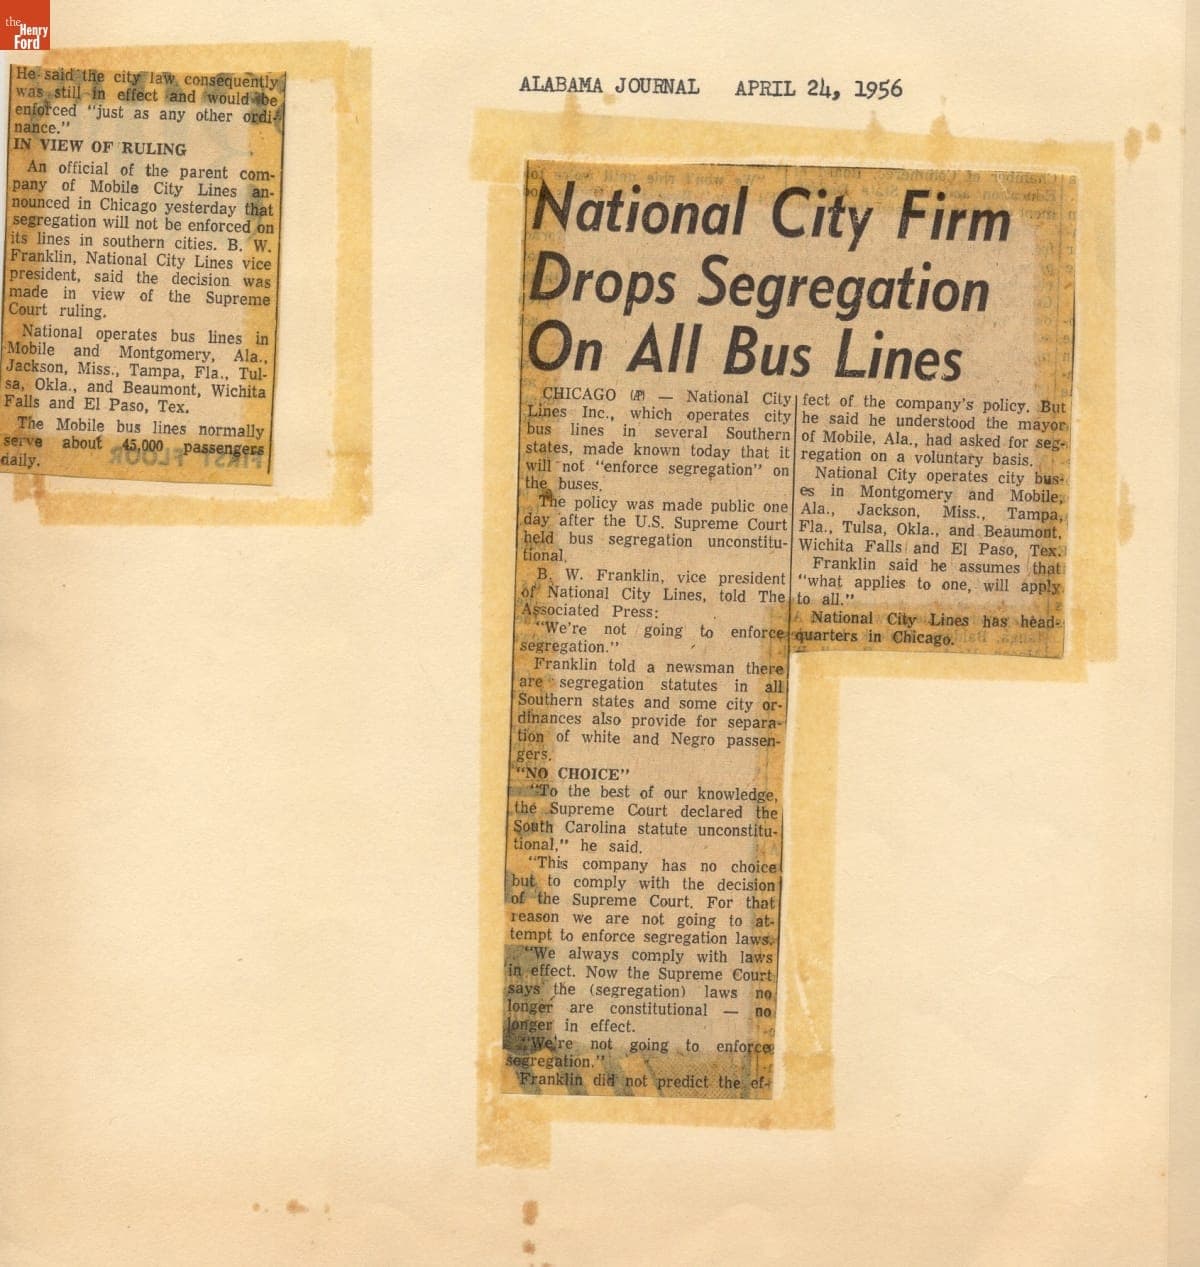 the
Henry
Ford
He said the city law consequently
was still in effect and would be
enforced "just as any other ordi-
nance."
IN VIEW OF RULING
An official of the parent com-
pany of Mobile City Lines an-
nounced in Chicago yesterday that
segregation will not be enforced on
its lines in southern cities. B. W.
Franklin, National City Lines vice
president, said the decision was
made in view of the Supreme
Court ruling.
National operates bus lines in
Mobile and Montgomery, Ala.,
Jackson, Miss., Tampa, Fla., Tul-
sa, Okla., and Beaumont, Wichita
Falls and El Paso, Tex.
The Mobile bus lines normally
serve about 45,000 passengers
daily.
ALABAMA JOURNAL APRIL 24, 1956
National City Firm
Drops Segregation
On All Bus Lines
CHICAGO (AP) — National City
Lines Inc., which operates city
bus lines in several Southern
states, made known today that it
will not "enforce segregation" on
the buses.
The policy was made public one
day after the U.S. Supreme Court
held bus segregation unconstitu-
tional.
B. W. Franklin, vice president
of National City Lines, told The
Associated Press:
"We're not going to enforce
segregation."
Franklin told a newsman there
are segregation statutes in all
Southern states and some city or-
dinances also provide for separa-
tion of white and Negro passen-
gers.
"NO CHOICE"
"To the best of our knowledge,
the Supreme Court declared the
South Carolina statute unconstitu-
tional," he said.
"This company has no choice
but to comply with the decision
of the Supreme Court. For that
reason we are not going to at-
tempt to enforce segregation laws.
"We always comply with laws
in effect. Now the Supreme Court
says the (segregation) laws no
longer are constitutional — no
longer in effect.
"We're not going to enforce
segregation."
Franklin did not predict the ef-
fect of the company's policy. But
he said he understood the mayor
of Mobile, Ala., had asked for seg-
regation on a voluntary basis.
National City operates city bus-
es in Montgomery and Mobile,
Ala., Jackson, Miss., Tampa,
Fla., Tulsa, Okla., and Beaumont,
Wichita Falls and El Paso, Tex.
Franklin said he assumes that
"what applies to one, will apply
to all."
National City Lines has head-
quarters in Chicago.